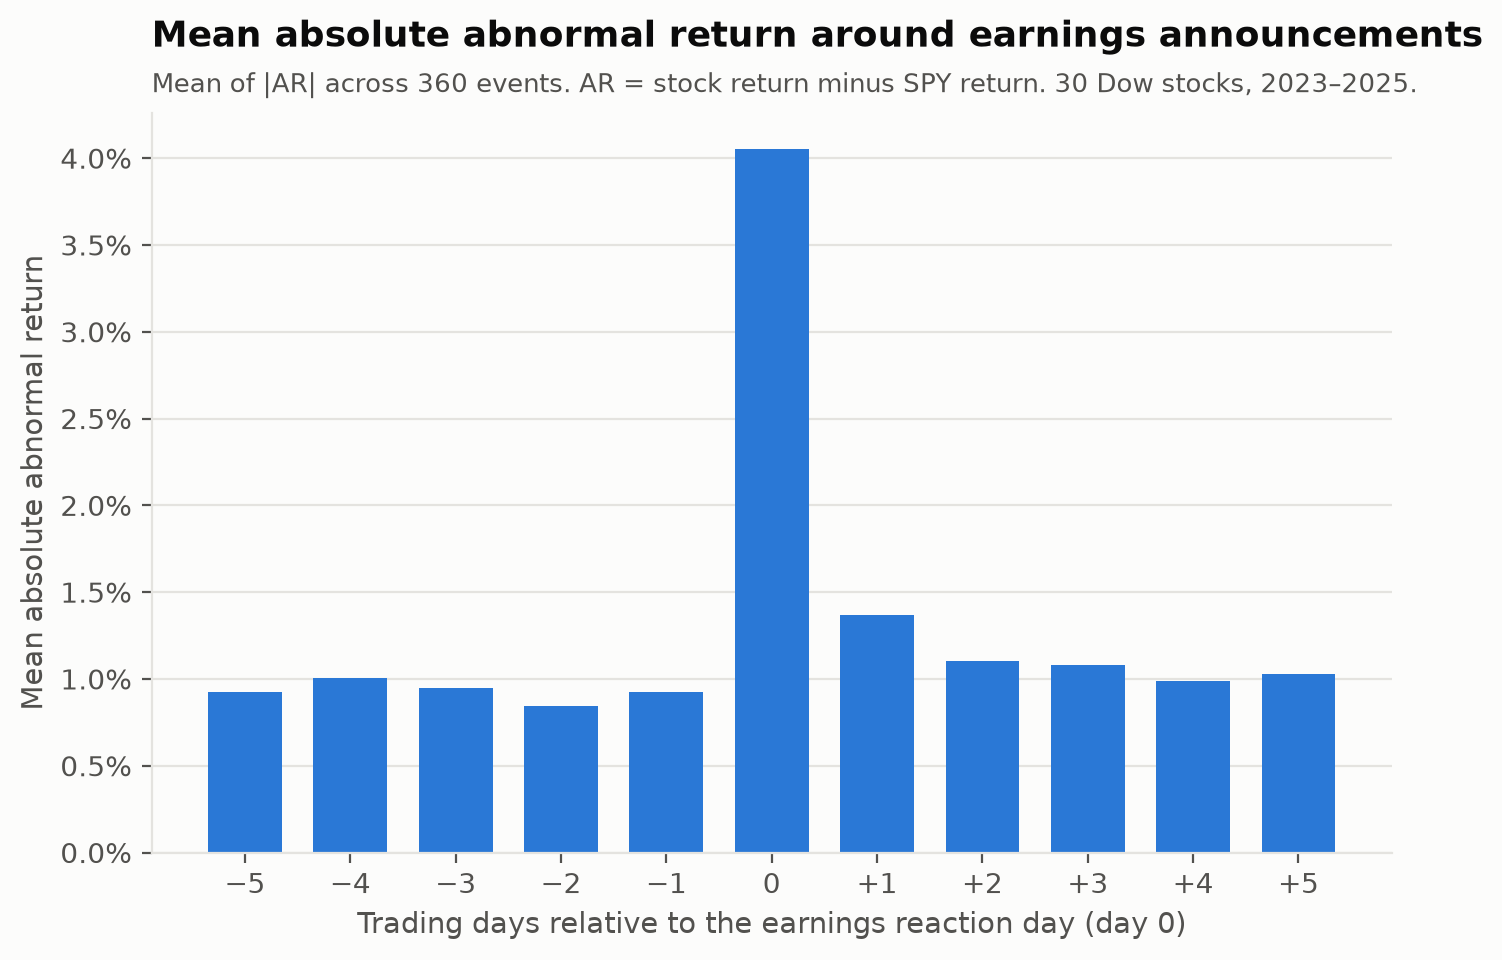 Mean absolute abnormal return around earnings announcements
Mean of |AR| across 360 events. AR = stock return minus SPY return. 30 Dow stocks, 2023–2025.
Mean absolute abnormal return
4.0%
3.5%
3.0%
2.5%
2.0%
1.5%
1.0%
0.5%
0.0%
−5 −4 −3 −2 −1 0 +1 +2 +3 +4 +5
Trading days relative to the earnings reaction day (day 0)